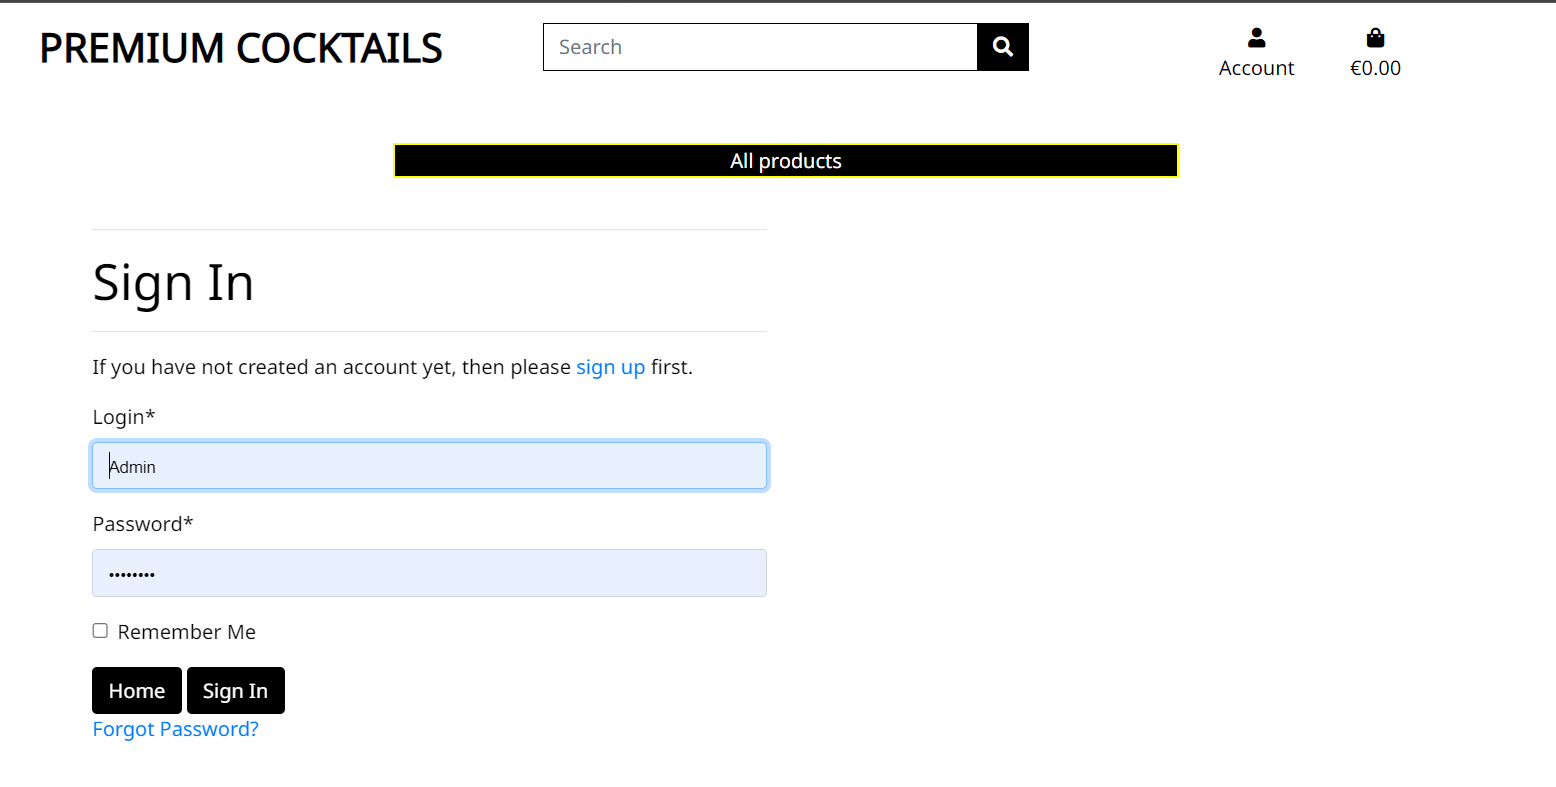 PREMIUM COCKTAILS
Search
Account
€0.00
All products
Sign In
If you have not created an account yet, then please sign up first.
Login*
Admin
Password*
••••••••
Remember Me
Home
Sign In
Forgot Password?